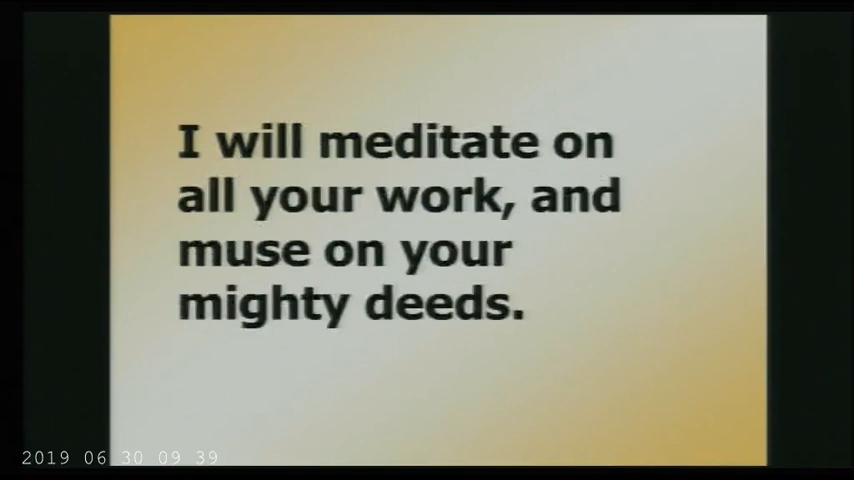 I will meditate on
all your work, and
muse on your
mighty deeds.
2019 06 30 09 39